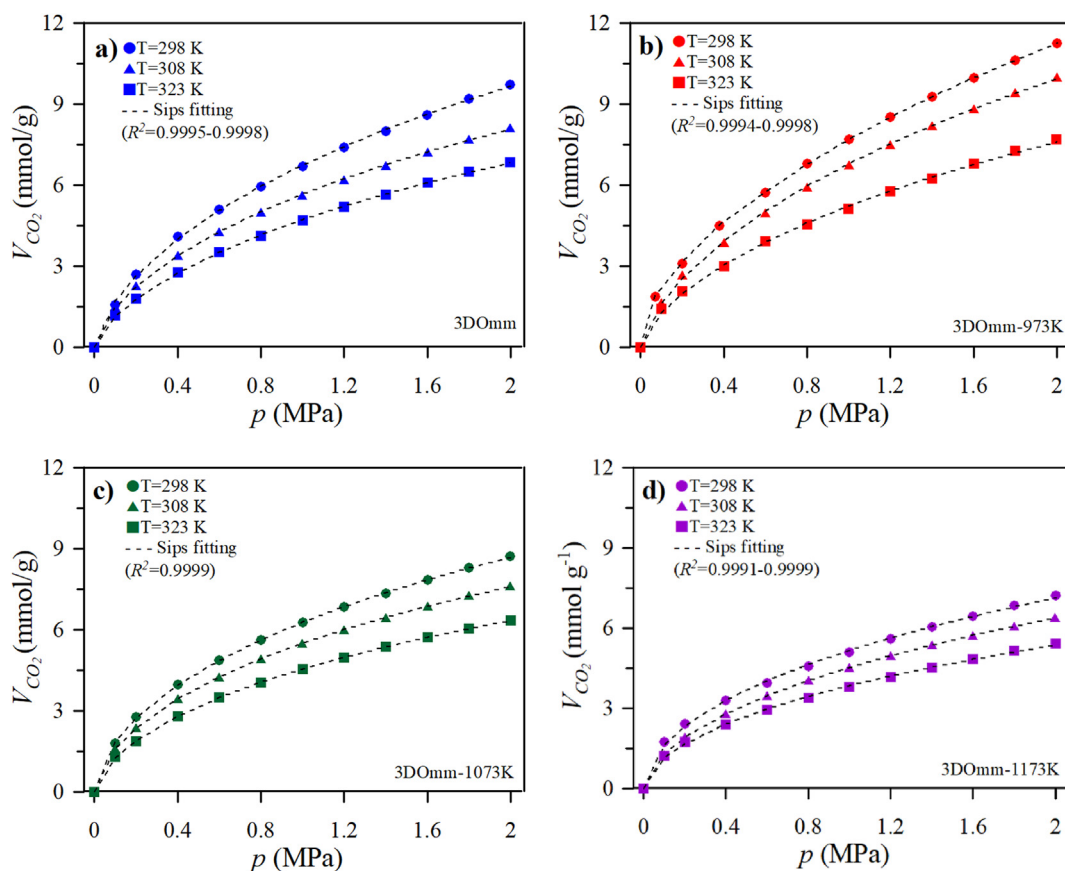 a)
T=298 K
T=308 K
T=323 K
Sips fitting
(R²=0.9995-0.9998)
12
9
6
3
0
V_CO₂ (mmol/g)
3DOmm
0 0.4 0.8 1.2 1.6 2
p (MPa)
b)
T=298 K
T=308 K
T=323 K
Sips fitting
(R²=0.9994-0.9998)
12
9
6
3
0
V_CO₂ (mmol/g)
3DOmm-973K
0 0.4 0.8 1.2 1.6 2
p (MPa)
c)
T=298 K
T=308 K
T=323 K
Sips fitting
(R²=0.9999)
12
9
6
3
0
V_CO₂ (mmol/g)
3DOmm-1073K
0 0.4 0.8 1.2 1.6 2
p (MPa)
d)
T=298 K
T=308 K
T=323 K
Sips fitting
(R²=0.9991-0.9999)
12
9
6
3
0
V_CO₂ (mmol g⁻¹)
3DOmm-1173K
0 0.4 0.8 1.2 1.6 2
p (MPa)